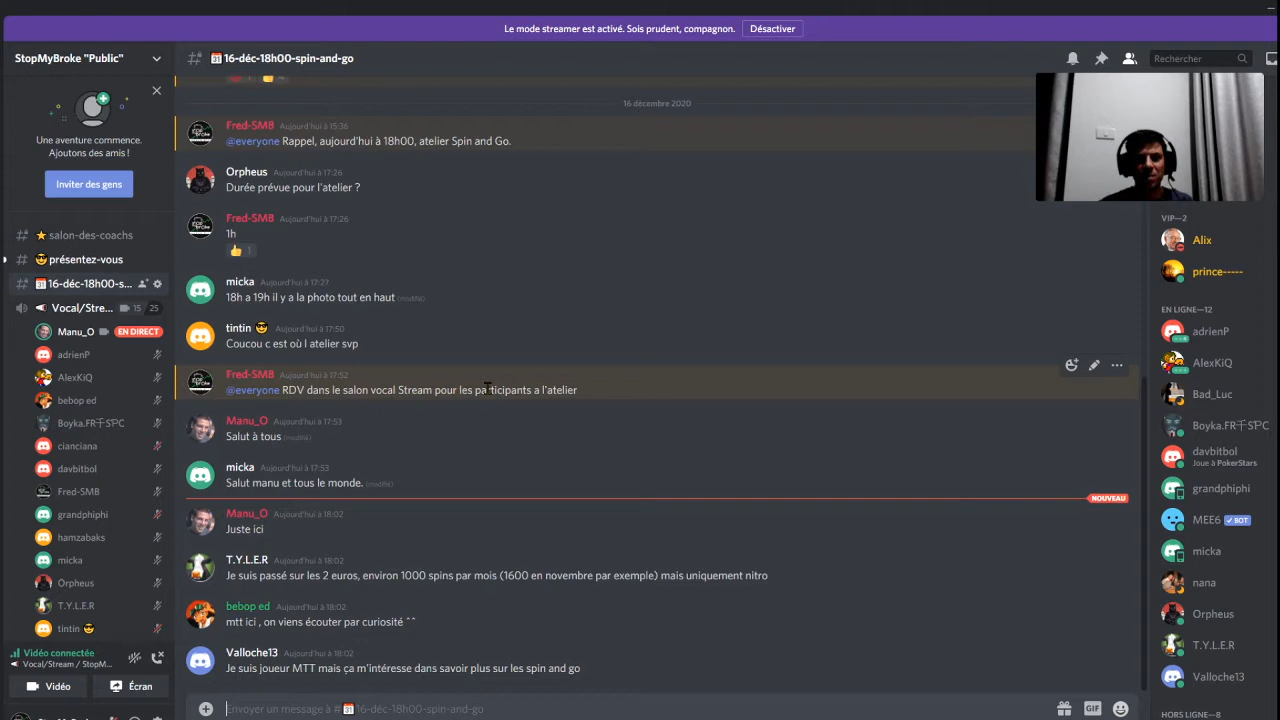 Le mode streamer est activé. Sois prudent, compagnon.
Désactiver
StopMyBroke "Public"
16-déc-18h00-spin-and-go
Rechercher
Une aventure commence.
Ajoutons des amis !
Inviter des gens
salon-des-coachs
présentez-vous
16-déc-18h00-s...
Vocal/Stre...
15
25
Manu_O
EN DIRECT
adrienP
AlexKiQ
bebop ed
Boyka.FR千S'PC
cianciana
davbitbol
Fred-SMB
grandphiphi
hamzabaks
micka
Orpheus
T.Y.L.E.R
tintin 😎
Vidéo connectée
Vocal/Stream / StopM...
Vidéo
Écran
16 décembre 2020
Fred-SMB Aujourd'hui à 15:36
@everyone Rappel, aujourd'hui à 18h00, atelier Spin and Go.
Orpheus Aujourd'hui à 17:26
Durée prévue pour l'atelier ?
Fred-SMB Aujourd'hui à 17:26
1h
👍 1
micka Aujourd'hui à 17:27
18h a 19h il y a la photo tout en haut (modifié)
tintin 😎 Aujourd'hui à 17:50
Coucou c est où l atelier svp
Fred-SMB Aujourd'hui à 17:52
@everyone RDV dans le salon vocal Stream pour les participants a l'atelier
Manu_O Aujourd'hui à 17:53
Salut à tous (modifié)
micka Aujourd'hui à 17:53
Salut manu et tous le monde. (modifié)
NOUVEAU
Manu_O Aujourd'hui à 18:02
Juste ici
T.Y.L.E.R Aujourd'hui à 18:02
Je suis passé sur les 2 euros, environ 1000 spins par mois (1600 en novembre par exemple) mais uniquement nitro
bebop ed Aujourd'hui à 18:02
mtt ici , on viens écouter par curiosité ^^
Valloche13 Aujourd'hui à 18:02
Je suis joueur MTT mais ça m'intéresse dans savoir plus sur les spin and go
Envoyer un message à # 16-déc-18h00-spin-and-go
GIF
VIP—2
Alix
prince-----
EN LIGNE—12
adrienP
AlexKiQ
Bad_Luc
Boyka.FR千S'PC
davbitbol
Joue à PokerStars
grandphiphi
MEE6 ✓ BOT
micka
nana
Orpheus
T.Y.L.E.R
Valloche13
HORS LIGNE—8